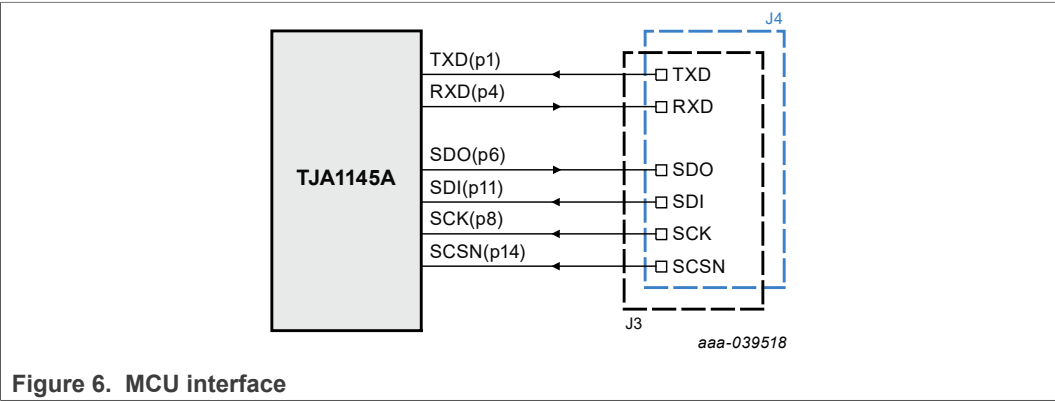 J4
TXD(p1)
TXD
RXD(p4)
RXD
SDO(p6)
SDO
TJA1145A
SDI(p11)
SDI
SCK(p8)
SCK
SCSN(p14)
SCSN
J3
aaa-039518
Figure 6. MCU interface